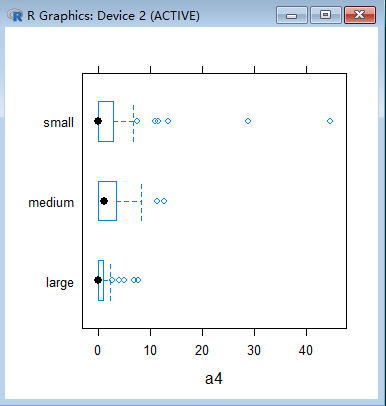 R Graphics: Device 2 (ACTIVE)
small
medium
large
0 10 20 30 40
a4